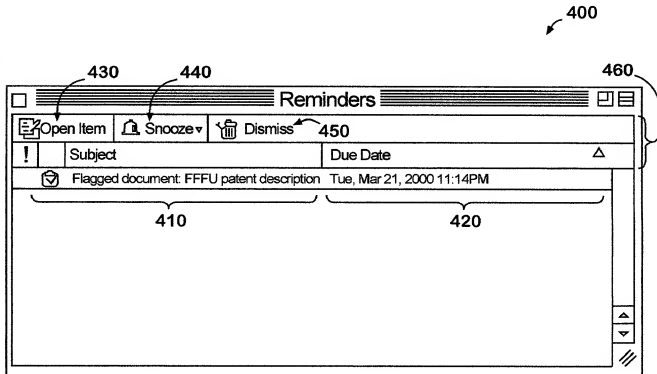 400
430 440 460
Reminders
Open Item Snooze Dismiss 450
! Subject Due Date
Flagged document: FFFU patent description Tue, Mar 21, 2000 11:14PM
410 420